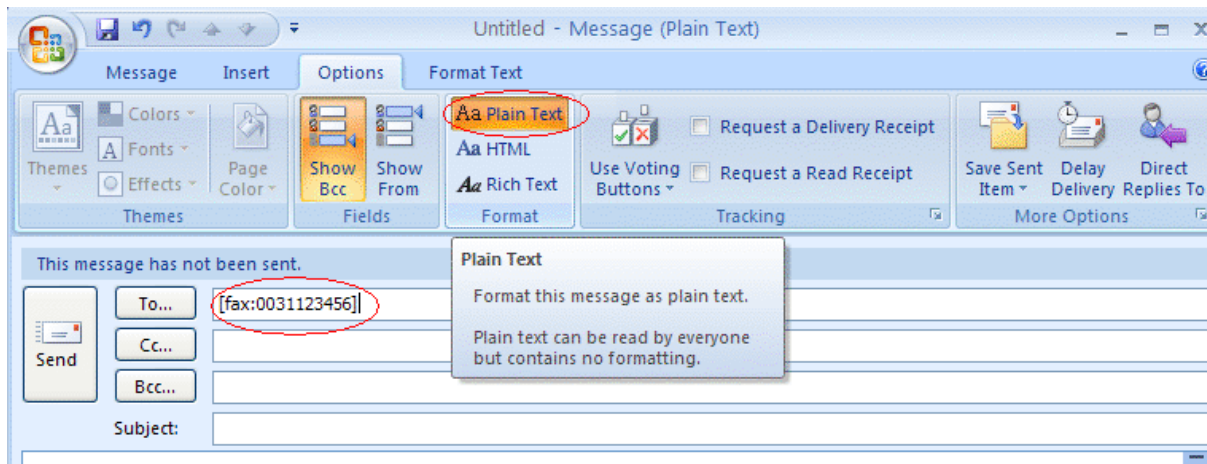 Untitled - Message (Plain Text)
Message Insert Options Format Text
Themes
Colors
Fonts
Effects
Page Color
Themes
Show Bcc
Show From
Fields
Aa Plain Text
Aa HTML
Aa Rich Text
Format
Use Voting Buttons
Request a Delivery Receipt
Request a Read Receipt
Tracking
Save Sent Item
Delay Delivery
Direct Replies To
More Options
This message has not been sent.
Send
To... [fax:0031123456]
Cc...
Bcc...
Subject:
Plain Text
Format this message as plain text.
Plain text can be read by everyone
but contains no formatting.